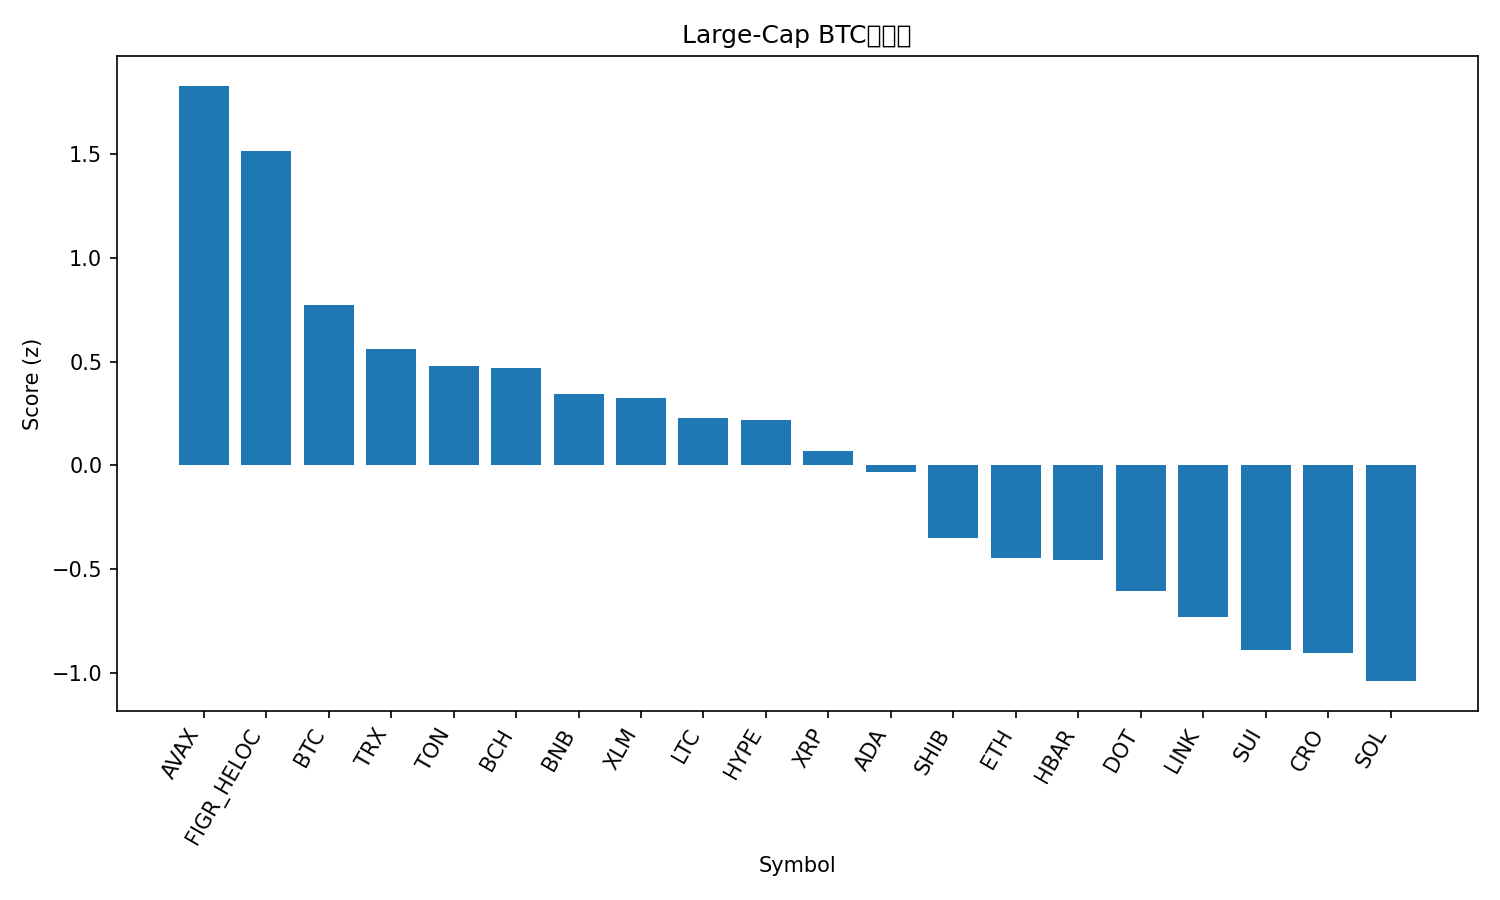 Large-Cap BTC
Score (z)
1.5
1.0
0.5
0.0
−0.5
−1.0
AVAX
FIGR_HELOC
BTC
TRX
TON
BCH
BNB
XLM
LTC
HYPE
XRP
ADA
SHIB
ETH
HBAR
DOT
LINK
SUI
CRO
SOL
Symbol